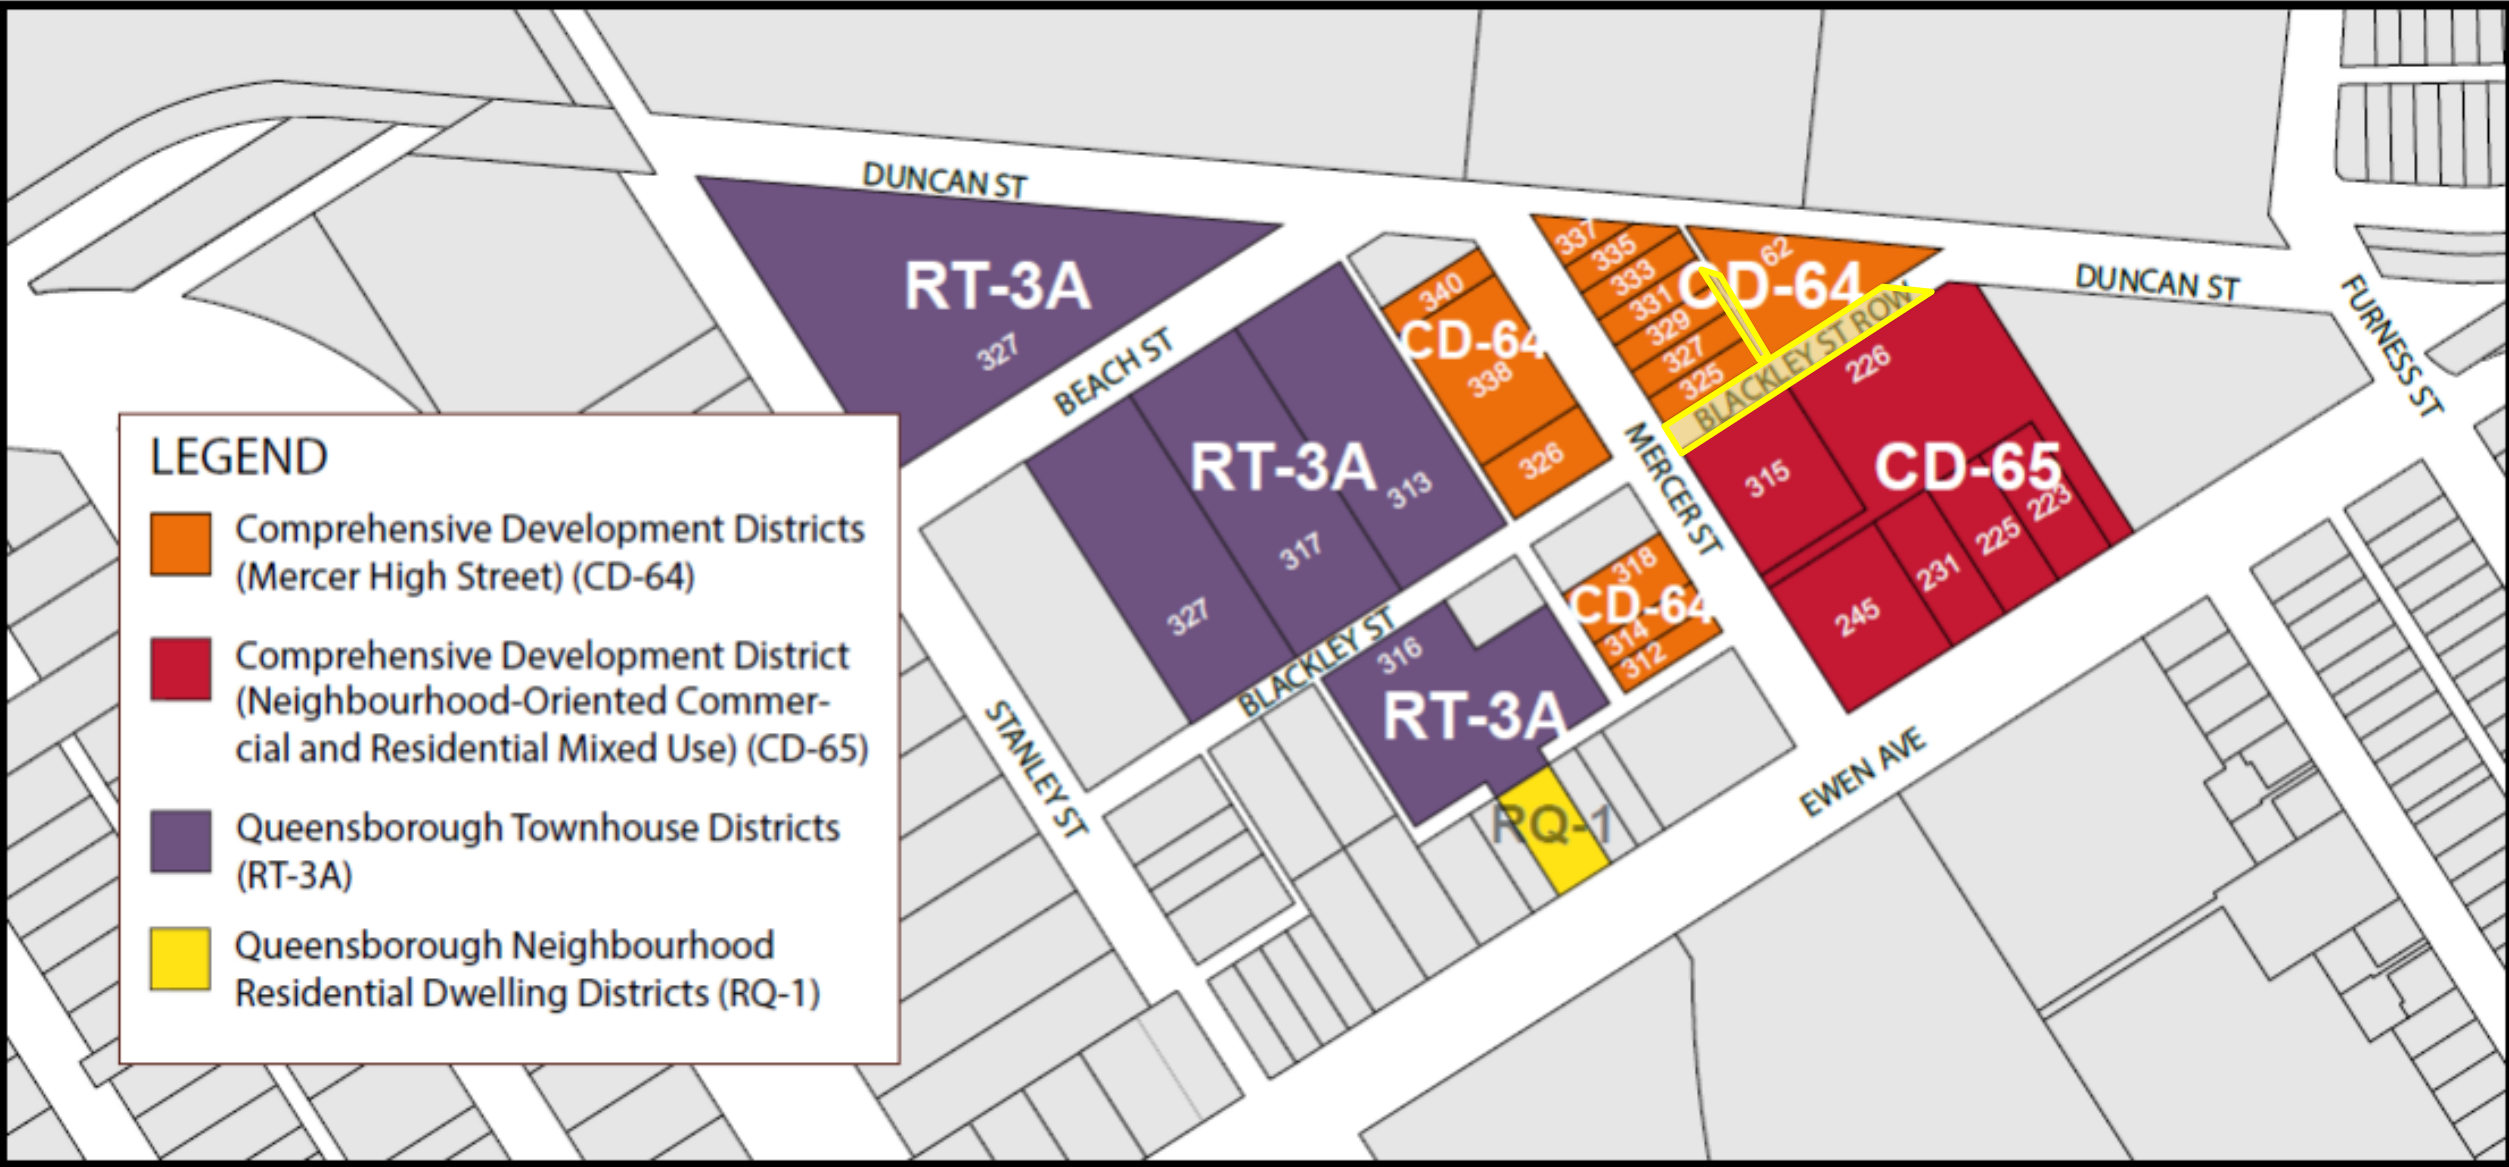 DUNCAN ST
RT-3A
327
BEACH ST
337
335
333
331
329
327
325
62
CD-64
DUNCAN ST
FURNESS ST
BLACKLEY ST ROW
340
CD-64
338
326
226
MERCER ST
315
CD-65
223
225
231
245
RT-3A
313
317
327
BLACKLEY ST
318
CD-64
314
312
316
RT-3A
RQ-1
EWEN AVE
STANLEY ST
LEGEND
Comprehensive Development Districts
(Mercer High Street) (CD-64)
Comprehensive Development District
(Neighbourhood-Oriented Commer-
cial and Residential Mixed Use) (CD-65)
Queensborough Townhouse Districts
(RT-3A)
Queensborough Neighbourhood
Residential Dwelling Districts (RQ-1)